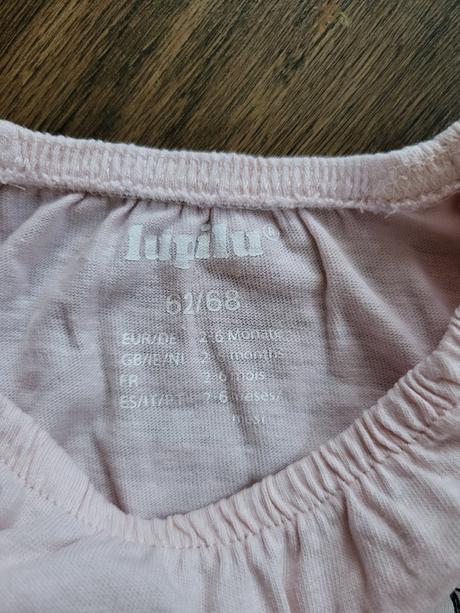 lupilu®
62/68
EUR/DE 2-6 Monate
GB/IE/NI 2-6 months
FR 2-6 mois
ES/IT/PT 2-6 meses/
mesi